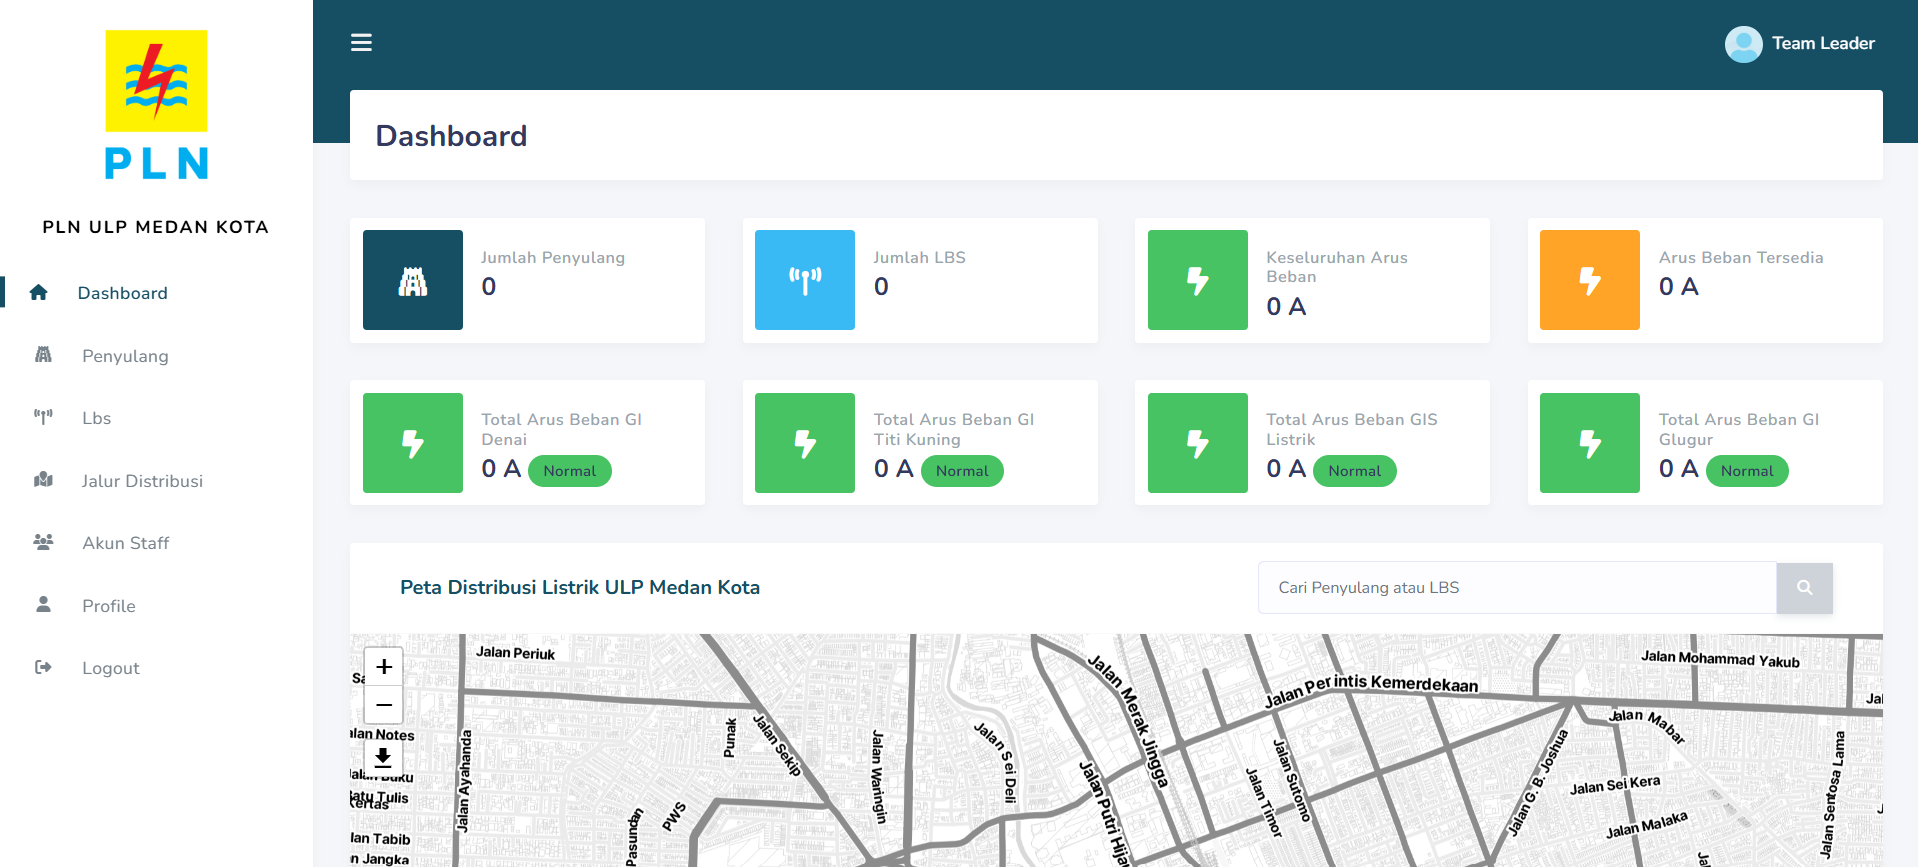 PLN
PLN ULP MEDAN KOTA
Dashboard
Penyulang
Lbs
Jalur Distribusi
Akun Staff
Profile
Logout
Team Leader
Dashboard
Jumlah Penyulang
0
Jumlah LBS
0
Keseluruhan Arus
Beban
0 A
Arus Beban Tersedia
0 A
Total Arus Beban GI
Denai
0 A Normal
Total Arus Beban GI
Titi Kuning
0 A Normal
Total Arus Beban GIS
Listrik
0 A Normal
Total Arus Beban GI
Glugur
0 A Normal
Peta Distribusi Listrik ULP Medan Kota
Cari Penyulang atau LBS
+
−
Jalan Periuk
Jalan Ayahanda
Punak
Jalan Sekip
Jalan Waringin
Jalan Sei Deli
Jalan Merak Jingga
Jalan Perintis Kemerdekaan
Jalan Mohammad Yakub
Jalan Mabar
Jalan G. B. Joshua
Jalan Sei Kera
Jalan Malaka
Jalan Sentosa Lama
Jalan Sutomo
Jalan Timor
Jalan Putri Hija
Pasundan
PWS
alan Notes
Buku
atu Tulis
Kertas
lan Tabib
n Jangka